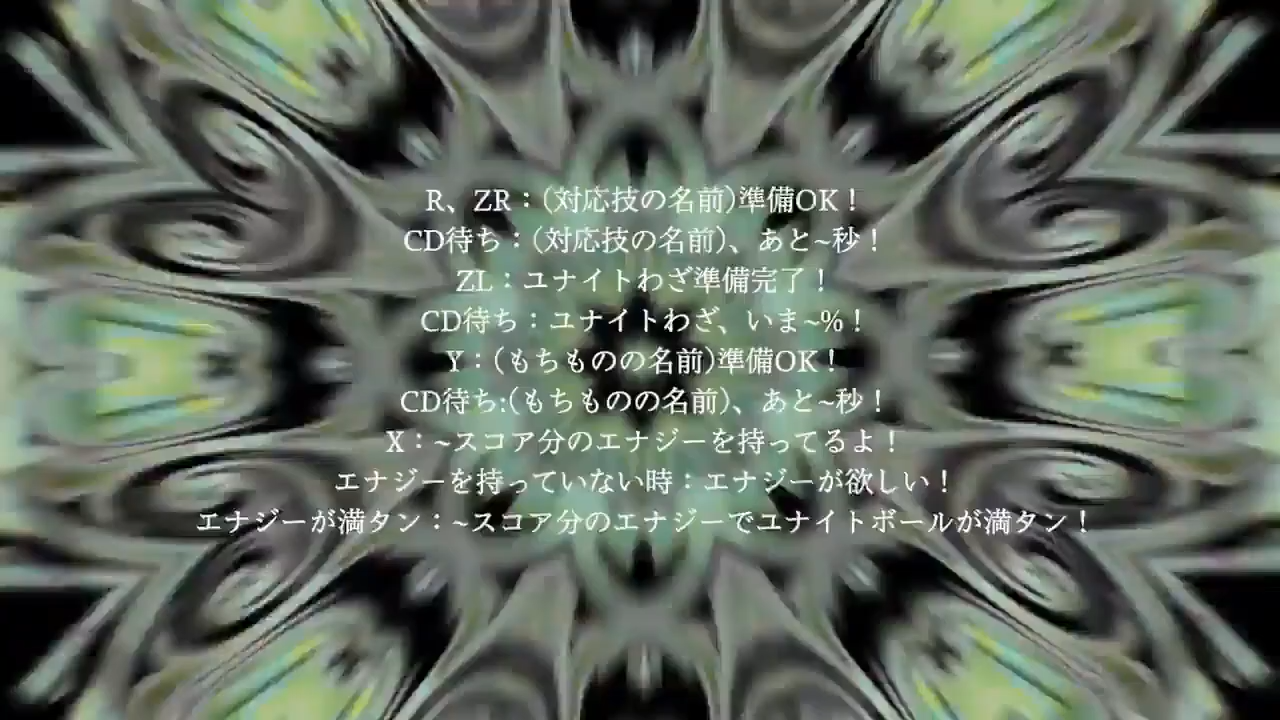 R、ZR：(対応技の名前)準備OK！
CD待ち：(対応技の名前)、あと~秒！
ZL：ユナイトわざ準備完了！
CD待ち：ユナイトわざ、いま~%！
Y：(もちものの名前)準備OK！
CD待ち:(もちものの名前)、あと~秒！
X：~スコア分のエナジーを持ってるよ！
エナジーを持っていない時：エナジーが欲しい！
エナジーが満タン：~スコア分のエナジーでユナイトボールが満タン！